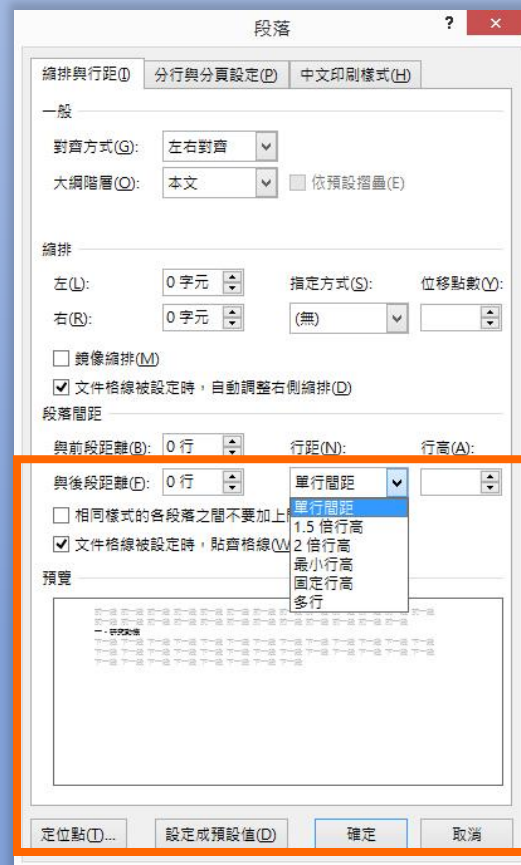 段落 ? ×
縮排與行距(I) 分行與分頁設定(P) 中文印刷樣式(H)
一般
對齊方式(G): 左右對齊
大綱階層(O): 本文 依預設摺疊(E)
縮排
左(L): 0 字元 指定方式(S): 位移點數(Y):
右(R): 0 字元 (無)
鏡像縮排(M)
文件格線被設定時，自動調整右側縮排(D)
段落間距
與前段距離(B): 0 行 行距(N): 行高(A):
與後段距離(F): 0 行 單行間距
單行間距
相同樣式的各段落之間不要加上
1.5 倍行高
文件格線被設定時，貼齊格線(W
2 倍行高
最小行高
固定行高
多行
預覽
一、研究動機
定位點(T)... 設定成預設值(D) 確定 取消